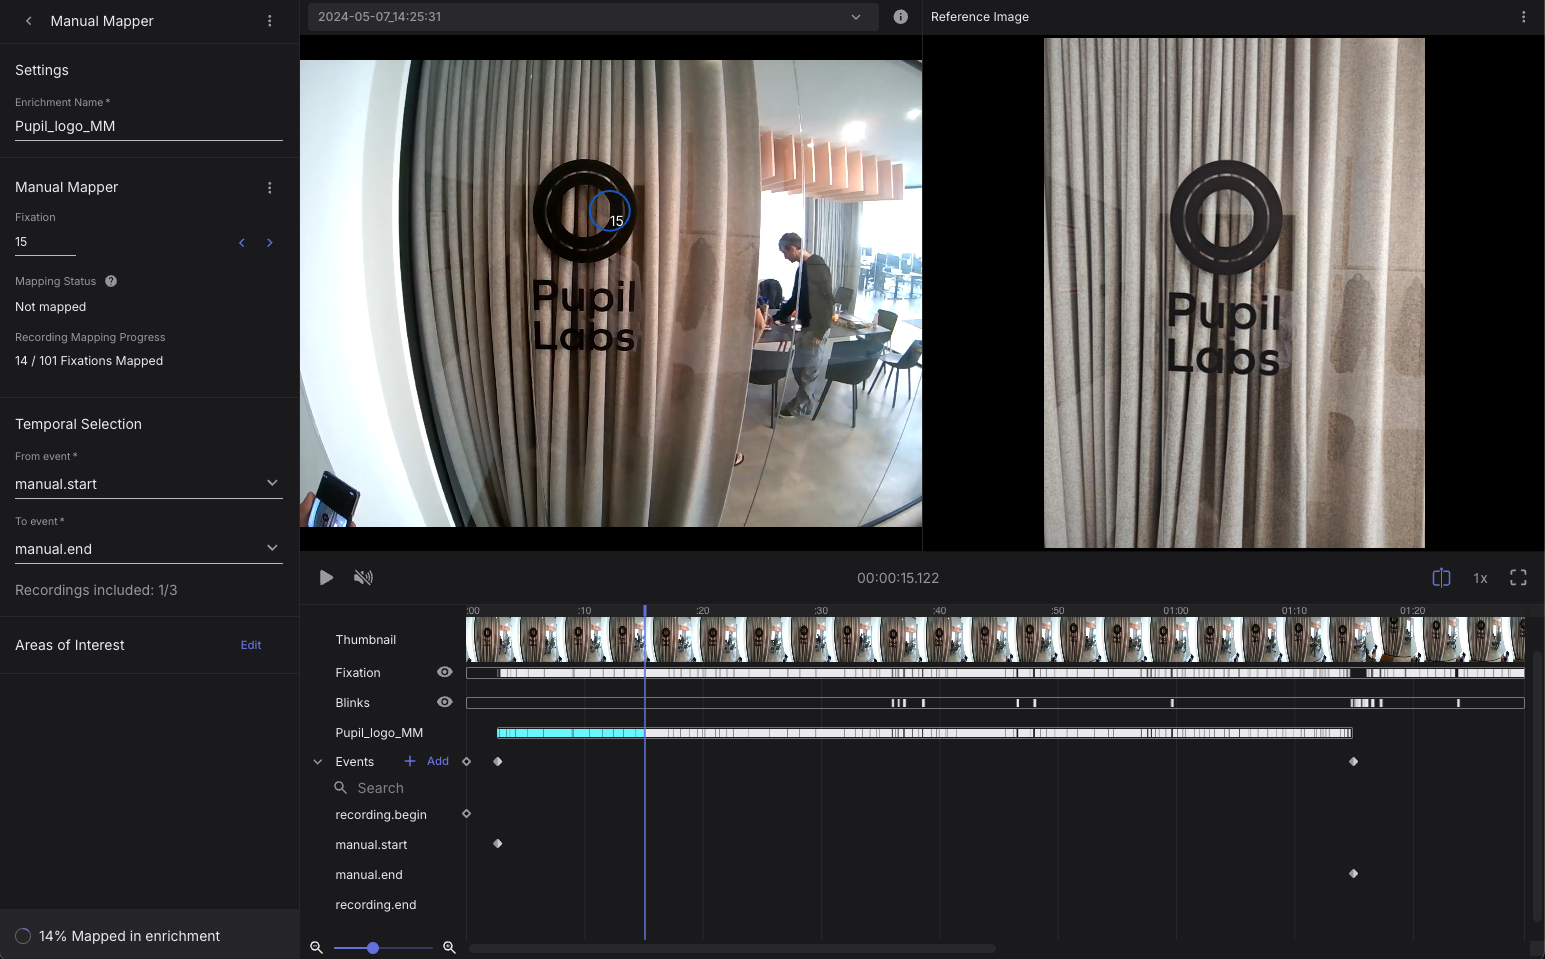 Manual Mapper
Settings
Enrichment Name *
Pupil_logo_MM
Manual Mapper
Fixation
15
Mapping Status
Not mapped
Recording Mapping Progress
14 / 101 Fixations Mapped
Temporal Selection
From event *
manual.start
To event *
manual.end
Recordings included: 1/3
Areas of Interest Edit
14% Mapped in enrichment
2024-05-07_14:25:31
15
Pupil
Labs
Reference Image
Pupil
Labs
00:00:15.122
1x
:00 :10 :20 :30 :40 :50 01:00 01:10 01:20
Thumbnail
Fixation
Blinks
Pupil_logo_MM
Events + Add
Search
recording.begin
manual.start
manual.end
recording.end